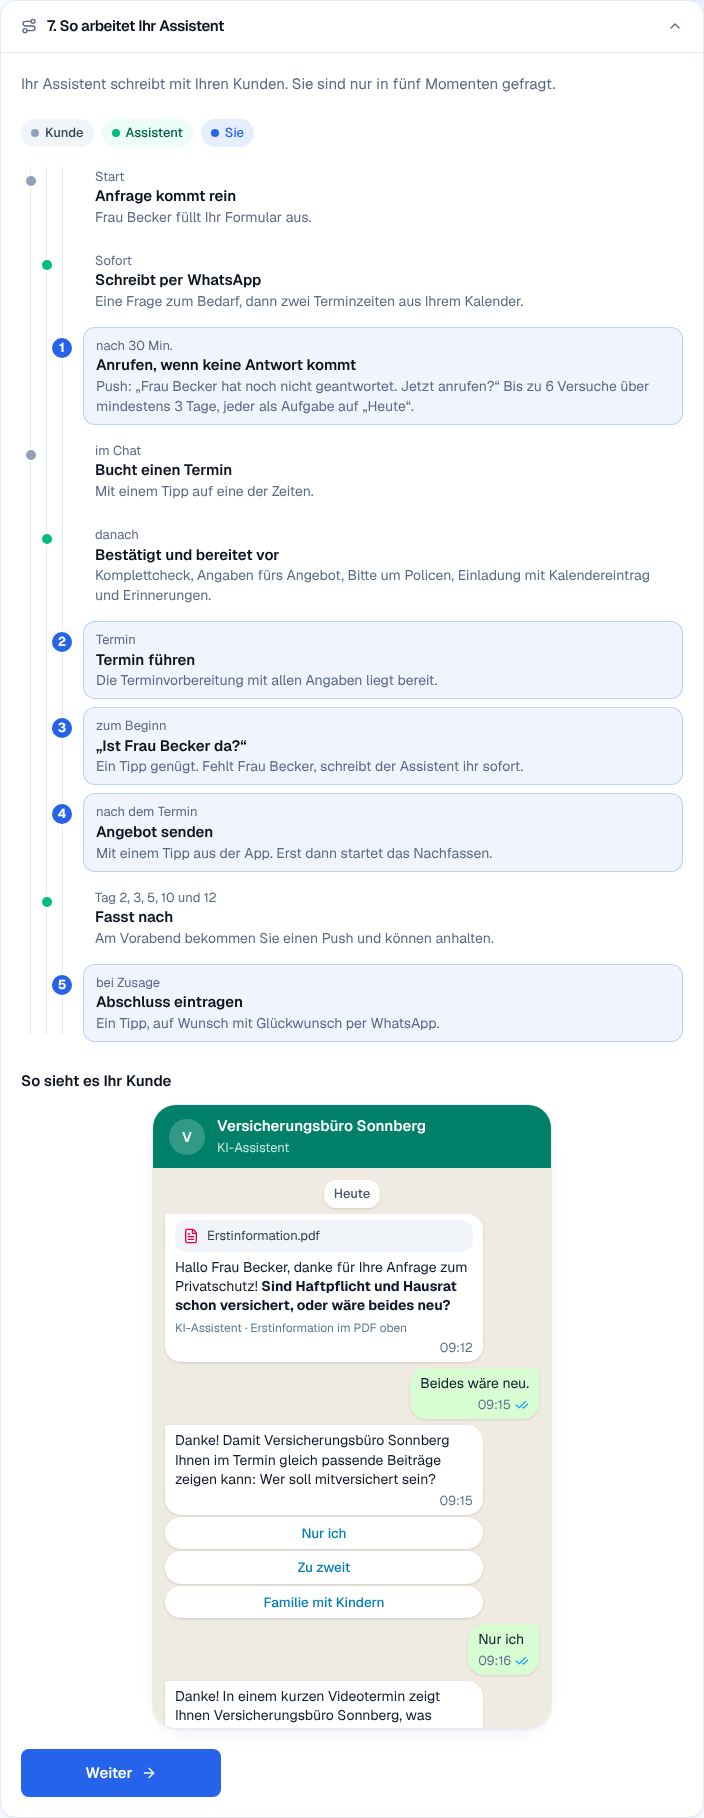 7. So arbeitet Ihr Assistent
Ihr Assistent schreibt mit Ihren Kunden. Sie sind nur in fünf Momenten gefragt.
Kunde
Assistent
Sie
Start
Anfrage kommt rein
Frau Becker füllt Ihr Formular aus.
Sofort
Schreibt per WhatsApp
Eine Frage zum Bedarf, dann zwei Terminzeiten aus Ihrem Kalender.
1
nach 30 Min.
Anrufen, wenn keine Antwort kommt
Push: „Frau Becker hat noch nicht geantwortet. Jetzt anrufen?“ Bis zu 6 Versuche über
mindestens 3 Tage, jeder als Aufgabe auf „Heute“.
im Chat
Bucht einen Termin
Mit einem Tipp auf eine der Zeiten.
danach
Bestätigt und bereitet vor
Komplettcheck, Angaben fürs Angebot, Bitte um Policen, Einladung mit Kalendereintrag
und Erinnerungen.
2
Termin
Termin führen
Die Terminvorbereitung mit allen Angaben liegt bereit.
3
zum Beginn
„Ist Frau Becker da?“
Ein Tipp genügt. Fehlt Frau Becker, schreibt der Assistent ihr sofort.
4
nach dem Termin
Angebot senden
Mit einem Tipp aus der App. Erst dann startet das Nachfassen.
Tag 2, 3, 5, 10 und 12
Fasst nach
Am Vorabend bekommen Sie einen Push und können anhalten.
5
bei Zusage
Abschluss eintragen
Ein Tipp, auf Wunsch mit Glückwunsch per WhatsApp.
So sieht es Ihr Kunde
V
Versicherungsbüro Sonnberg
KI-Assistent
Heute
Erstinformation.pdf
Hallo Frau Becker, danke für Ihre Anfrage zum
Privatschutz! Sind Haftpflicht und Hausrat
schon versichert, oder wäre beides neu?
KI-Assistent · Erstinformation im PDF oben
09:12
Beides wäre neu.
09:15
Danke! Damit Versicherungsbüro Sonnberg
Ihnen im Termin gleich passende Beiträge
zeigen kann: Wer soll mitversichert sein?
09:15
Nur ich
Zu zweit
Familie mit Kindern
Nur ich
09:16
Danke! In einem kurzen Videotermin zeigt
Ihnen Versicherungsbüro Sonnberg, was
Weiter